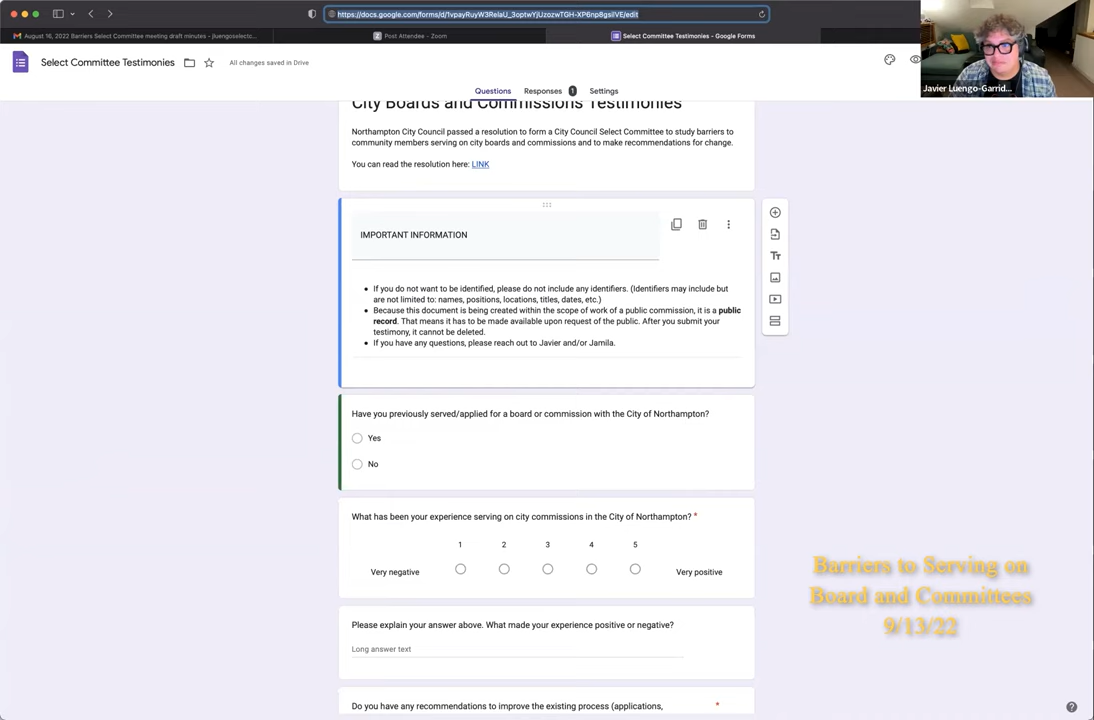 https://docs.google.com/forms/d/1vpayRuyW3RelaU_3optwYjUzozwTGH-XP6np8gsilVE/edit
August 16, 2022 Barriers Select Committee meeting draft minutes - jluengoselectc...
Post Attendee - Zoom
Select Committee Testimonies - Google Forms
Select Committee Testimonies
All changes saved in Drive
Javier Luengo-Garrid...
Questions
Responses 1
Settings
City Boards and Commissions Testimonies
Northampton City Council passed a resolution to form a City Council Select Committee to study barriers to
community members serving on city boards and commissions and to make recommendations for change.
You can read the resolution here: LINK
IMPORTANT INFORMATION
If you do not want to be identified, please do not include any identifiers. (Identifiers may include but
are not limited to: names, positions, locations, titles, dates, etc.)
Because this document is being created within the scope of work of a public commission, it is a public
record. That means it has to be made available upon request of the public. After you submit your
testimony, it cannot be deleted.
If you have any questions, please reach out to Javier and/or Jamila.
Have you previously served/applied for a board or commission with the City of Northampton?
Yes
No
What has been your experience serving on city commissions in the City of Northampton? *
1 2 3 4 5
Very negative
Very positive
Please explain your answer above. What made your experience positive or negative?
Long answer text
Do you have any recommendations to improve the existing process (applications, *
Barriers to Serving on
Board and Committees
9/13/22